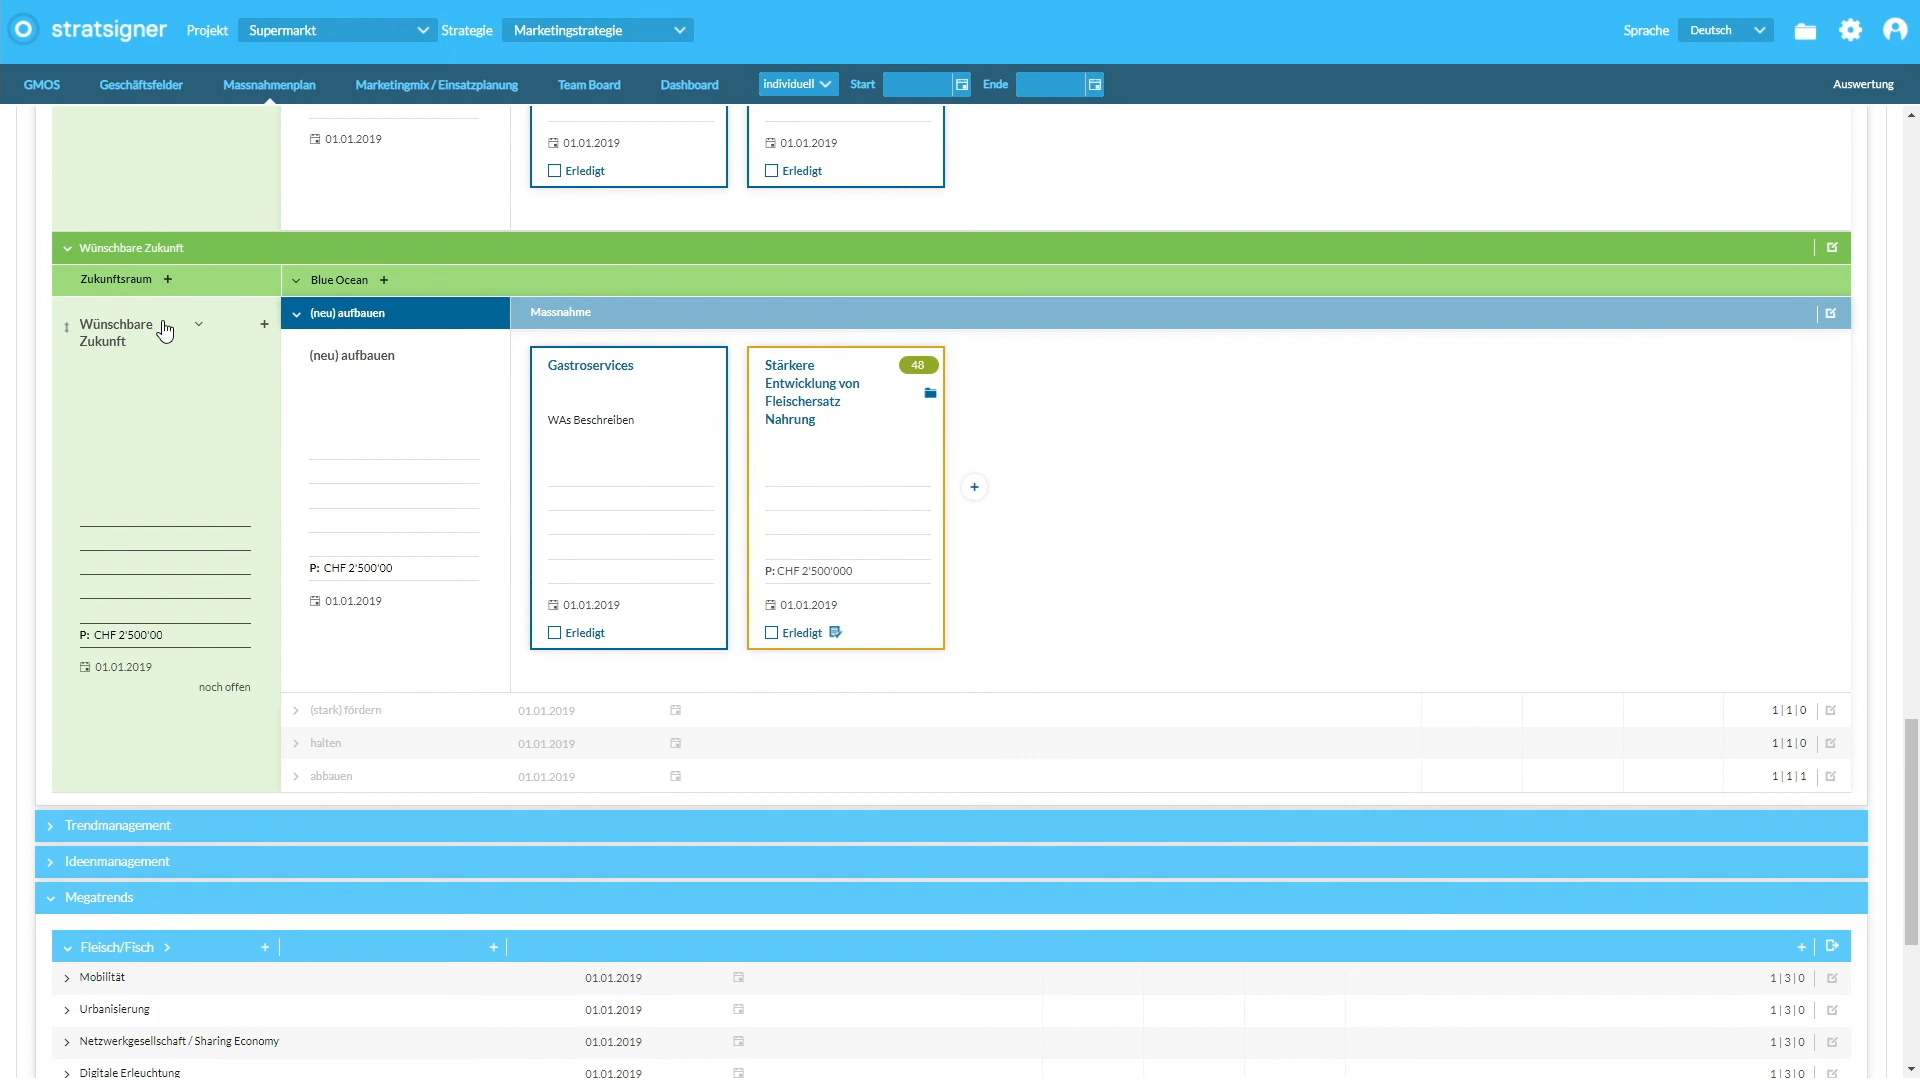 stratsigner Projekt Supermarkt Strategie Marketingstrategie Sprache Deutsch
GMOS Geschäftsfelder Massnahmenplan Marketingmix / Einsatzplanung Team Board Dashboard individuell Start Ende Auswertung
01.01.2019 01.01.2019 01.01.2019
Erledigt Erledigt
Wünschbare Zukunft
Zukunftsraum + Blue Ocean +
(neu) aufbauen Massnahme
Wünschbare +
Zukunft
(neu) aufbauen
Gastroservices
WAs Beschreiben
Stärkere 48
Entwicklung von
Fleischersatz
Nahrung
+
P: CHF 2'500'00 P: CHF 2'500'000
01.01.2019 01.01.2019 01.01.2019
Erledigt Erledigt
P: CHF 2'500'00
01.01.2019
noch offen
(stark) fördern 01.01.2019 1 | 1 | 0
halten 01.01.2019 1 | 1 | 0
abbauen 01.01.2019 1 | 1 | 1
Trendmanagement
Ideenmanagement
Megatrends
Fleisch/Fisch > + + +
Mobilität 01.01.2019 1 | 3 | 0
Urbanisierung 01.01.2019 1 | 3 | 0
Netzwerkgesellschaft / Sharing Economy 01.01.2019 1 | 3 | 0
Digitale Erleuchtung 01.01.2019 1 | 3 | 0